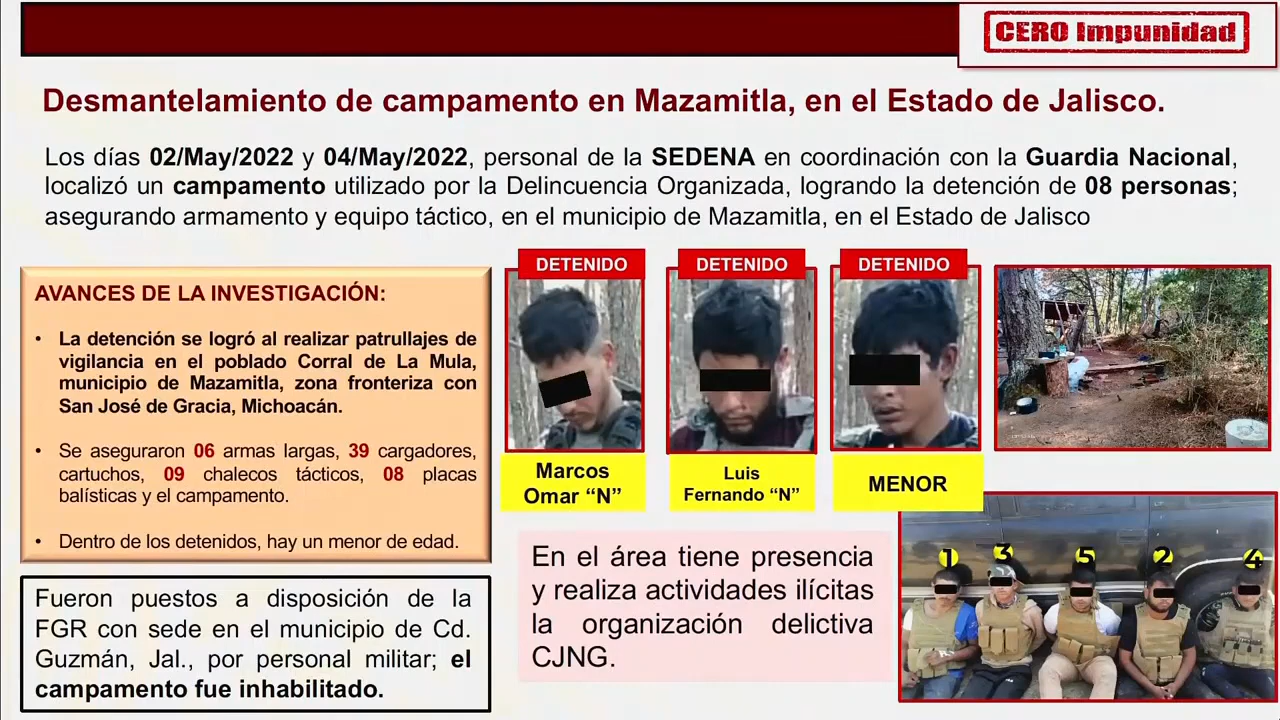 CERO Impunidad
Desmantelamiento de campamento en Mazamitla, en el Estado de Jalisco.
Los días 02/May/2022 y 04/May/2022, personal de la SEDENA en coordinación con la Guardia Nacional,
localizó un campamento utilizado por la Delincuencia Organizada, logrando la detención de 08 personas;
asegurando armamento y equipo táctico, en el municipio de Mazamitla, en el Estado de Jalisco
AVANCES DE LA INVESTIGACIÓN:
• La detención se logró al realizar patrullajes de
vigilancia en el poblado Corral de La Mula,
municipio de Mazamitla, zona fronteriza con
San José de Gracia, Michoacán.
• Se aseguraron 06 armas largas, 39 cargadores,
cartuchos, 09 chalecos tácticos, 08 placas
balísticas y el campamento.
• Dentro de los detenidos, hay un menor de edad.
Fueron puestos a disposición de la
FGR con sede en el municipio de Cd.
Guzmán, Jal., por personal militar; el
campamento fue inhabilitado.
DETENIDO
DETENIDO
DETENIDO
Marcos
Omar “N”
Luis
Fernando “N”
MENOR
En el área tiene presencia
y realiza actividades ilícitas
la organización delictiva
CJNG.
1 3 5 2 4